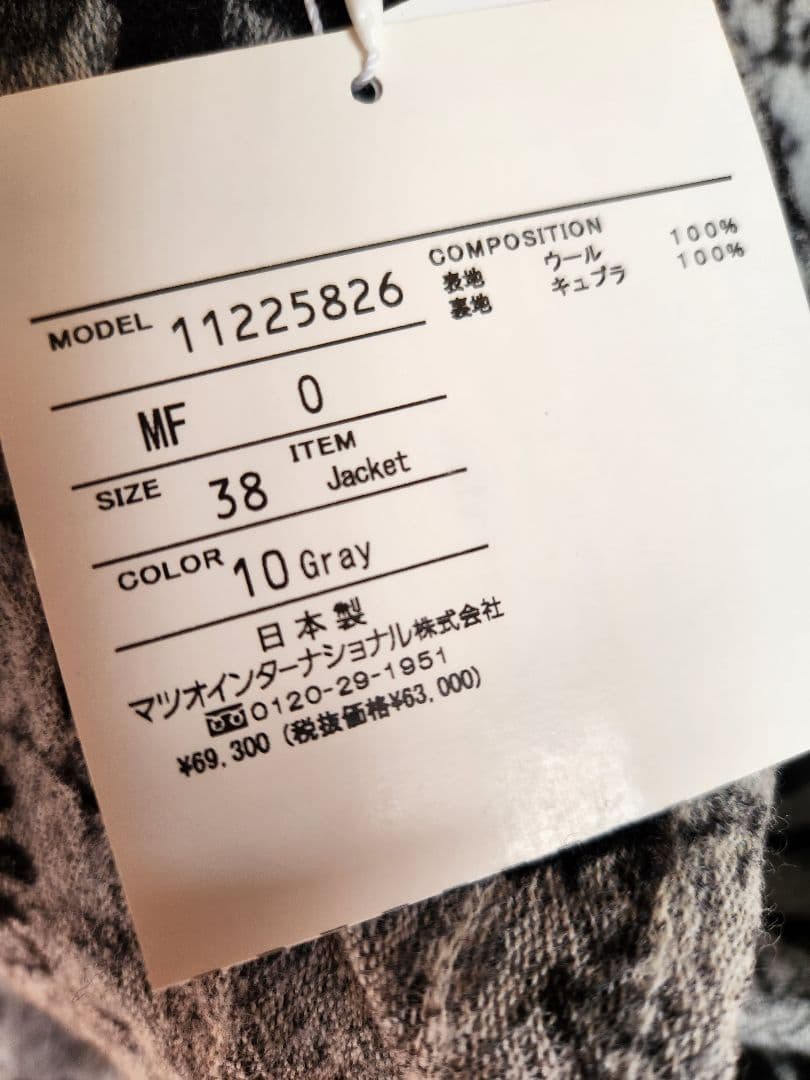 MODEL 11225826
MF 0
SIZE 38 ITEM Jacket
COLOR 10 Gray
COMPOSITION
表地 ウール 100%
裏地 キュプラ 100%
日本製
マツオインターナショナル株式会社
0120-29-1951
¥69,300 (税抜価格¥63,000)